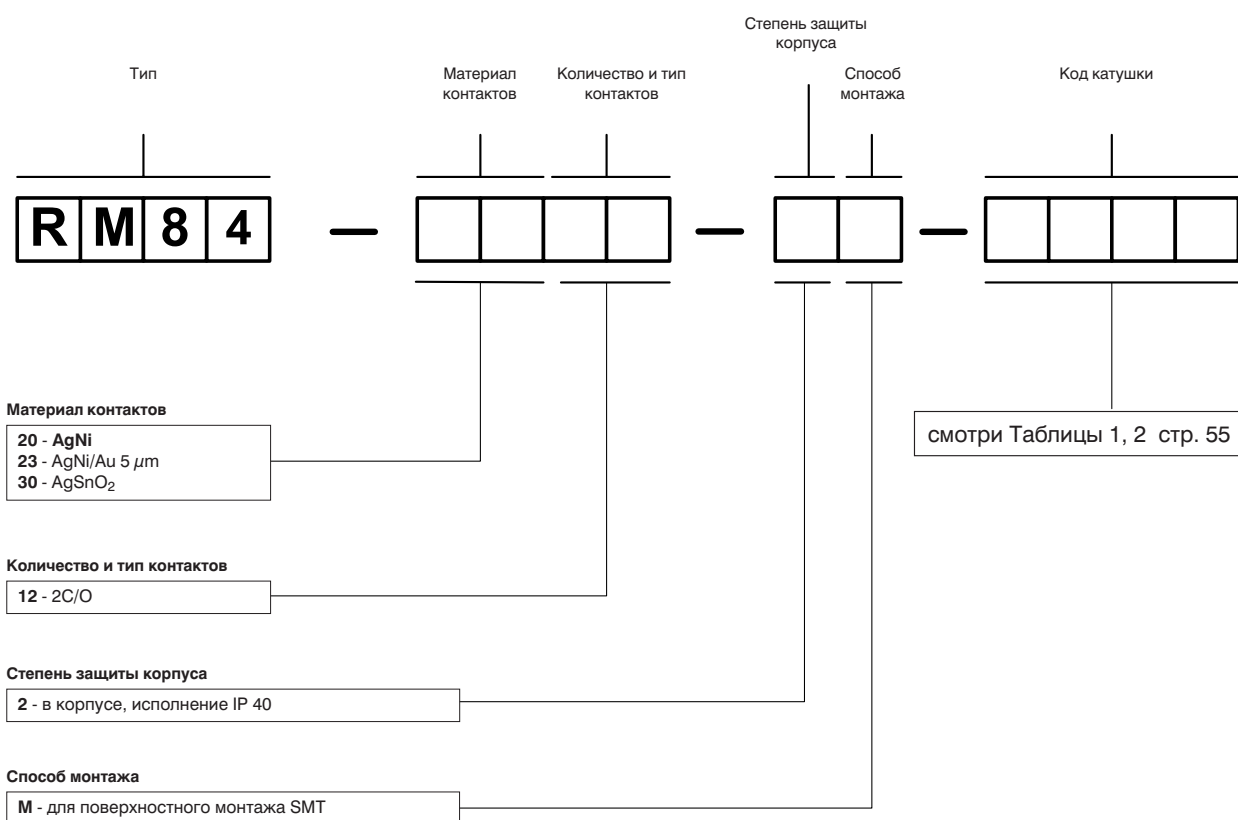 Степень защиты
корпуса
Тип
Материал
контактов
Количество и тип
контактов
Способ
монтажа
Код катушки
R M 8 4 — — —
Материал контактов
20 - AgNi
23 - AgNi/Au 5 μm
30 - AgSnO₂
смотри Таблицы 1, 2 стр. 55
Количество и тип контактов
12 - 2C/O
Степень защиты корпуса
2 - в корпусе, исполнение IP 40
Способ монтажа
М - для поверхностного монтажа SMT